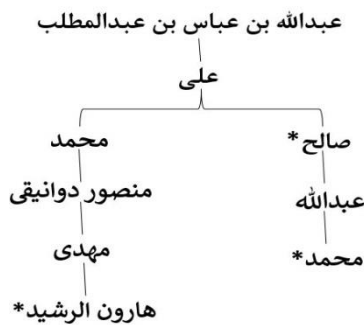 عبدالله بن عباس بن عبدالمطلب
علی
صالح*
محمد
عبدالله
منصور دوانیقی
محمد*
مهدی
هارون الرشید*